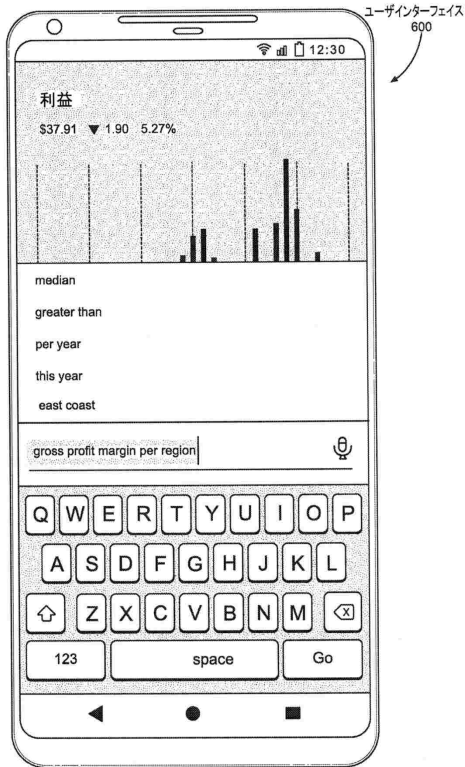 ユーザインターフェイス
600
12:30
利益
$37.91 ▼ 1.90 5.27%
median
greater than
per year
this year
east coast
gross profit margin per region
Q W E R T Y U I O P
A S D F G H J K L
Z X C V B N M
123 space Go